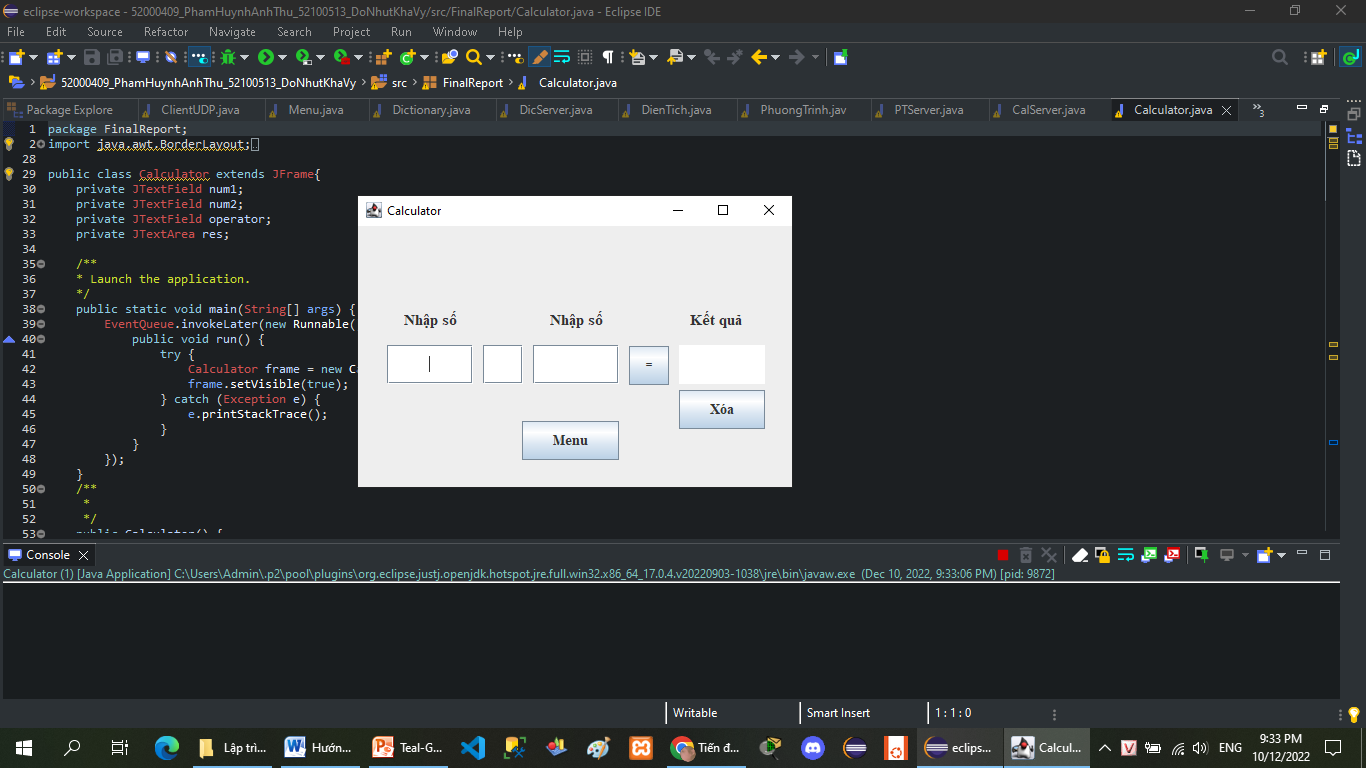 eclipse-workspace - 52000409_PhamHuynhAnhThu_52100513_DoNhutKhaVy/src/FinalReport/Calculator.java - Eclipse IDE
File Edit Source Refactor Navigate Search Project Run Window Help
52000409_PhamHuynhAnhThu_52100513_DoNhutKhaVy src FinalReport Calculator.java
Package Explore ClientUDP.java Menu.java Dictionary.java DicServer.java DienTich.java PhuongTrinh.jav PTServer.java CalServer.java Calculator.java 3
1 package FinalReport;
2 import java.awt.BorderLayout;
28
29 public class Calculator extends JFrame{
30 private JTextField num1;
31 private JTextField num2;
32 private JTextField operator;
33 private JTextArea res;
34
35 /**
36 * Launch the application.
37 */
38 public static void main(String[] args) {
39 EventQueue.invokeLater(new Runnable(
40 public void run() {
41 try {
42 Calculator frame = new Ca
43 frame.setVisible(true);
44 } catch (Exception e) {
45 e.printStackTrace();
46 }
47 }
48 });
49 }
50 /**
51 *
52 */
53 public Calculator() {
Calculator
Nhập số Nhập số Kết quả
=
Xóa
Menu
Console
Calculator (1) [Java Application] C:\Users\Admin\.p2\pool\plugins\org.eclipse.justj.openjdk.hotspot.jre.full.win32.x86_64_17.0.4.v20220903-1038\jre\bin\javaw.exe (Dec 10, 2022, 9:33:06 PM) [pid: 9872]
Writable Smart Insert 1 : 1 : 0
Lập trì... Hướn... Teal-G... Tiến đ... eclips... Calcul... ENG 9:33 PM
10/12/2022